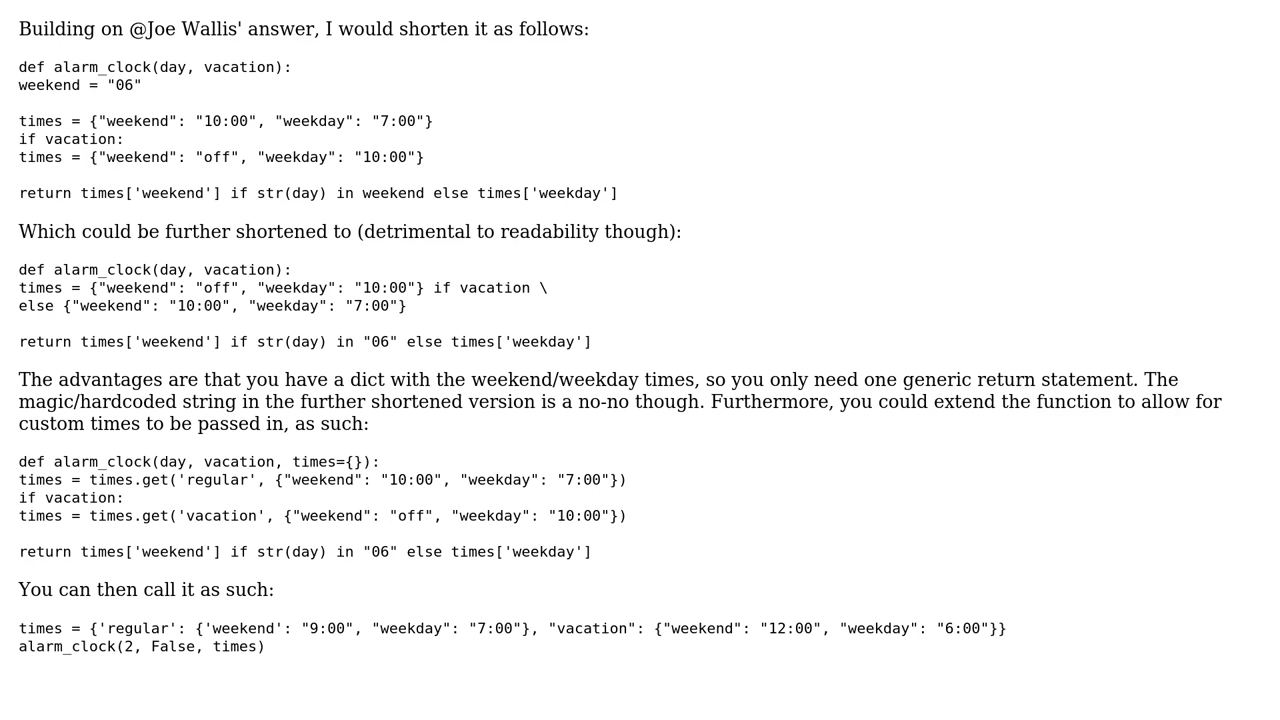 Building on @Joe Wallis' answer, I would shorten it as follows:
def alarm_clock(day, vacation):
weekend = "06"
times = {"weekend": "10:00", "weekday": "7:00"}
if vacation:
times = {"weekend": "off", "weekday": "10:00"}
return times['weekend'] if str(day) in weekend else times['weekday']
Which could be further shortened to (detrimental to readability though):
def alarm_clock(day, vacation):
times = {"weekend": "off", "weekday": "10:00"} if vacation \
else {"weekend": "10:00", "weekday": "7:00"}
return times['weekend'] if str(day) in "06" else times['weekday']
The advantages are that you have a dict with the weekend/weekday times, so you only need one generic return statement. The
magic/hardcoded string in the further shortened version is a no-no though. Furthermore, you could extend the function to allow for
custom times to be passed in, as such:
def alarm_clock(day, vacation, times={}):
times = times.get('regular', {"weekend": "10:00", "weekday": "7:00"})
if vacation:
times = times.get('vacation', {"weekend": "off", "weekday": "10:00"})
return times['weekend'] if str(day) in "06" else times['weekday']
You can then call it as such:
times = {'regular': {'weekend': "9:00", "weekday": "7:00"}, "vacation": {"weekend": "12:00", "weekday": "6:00"}}
alarm_clock(2, False, times)